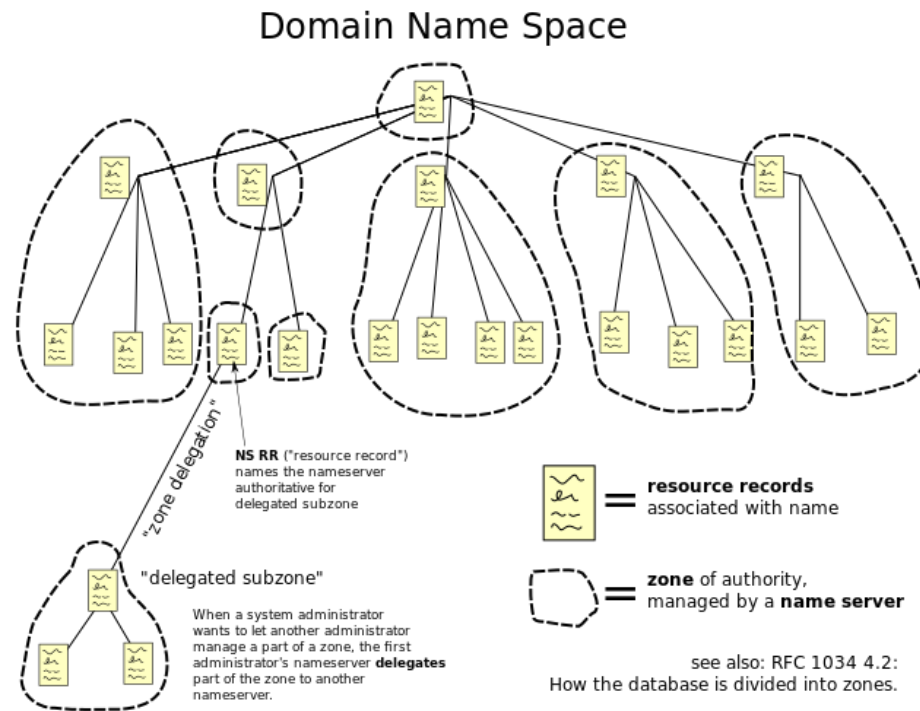 Domain Name Space
"zone delegation"
NS RR ("resource record")
names the nameserver
authoritative for
delegated subzone
resource records
associated with name
"delegated subzone"
zone of authority,
managed by a name server
When a system administrator
wants to let another administrator
manage a part of a zone, the first
administrator's nameserver delegates
part of the zone to another
nameserver.
see also: RFC 1034 4.2:
How the database is divided into zones.